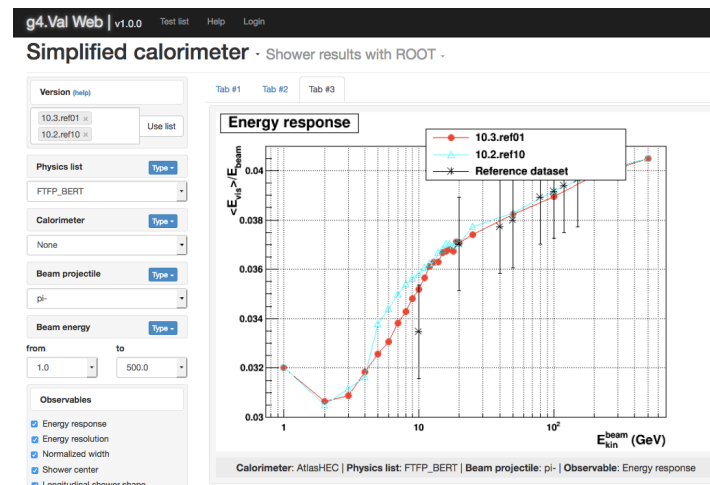 g4.Val Web | v1.0.0 Test list Help Login
Simplified calorimeter - Shower results with ROOT -
Version (help)
10.3.ref01 ×
10.2.ref10 ×
Use list
Physics list Type
FTFP_BERT
Calorimeter Type
None
Beam projectile Type
pi-
Beam energy Type
from to
1.0 500.0
Observables
Energy response
Energy resolution
Normalized width
Shower center
Longitudinal shower shape
Tab #1 Tab #2 Tab #3
Energy response
10.3.ref01
10.2.ref10
Reference dataset
<E_vis>/E_beam
0.04
0.038
0.036
0.034
0.032
0.03
1 10 10²
E_kin^beam (GeV)
Calorimeter: AtlasHEC | Physics list: FTFP_BERT | Beam projectile: pi- | Observable: Energy response